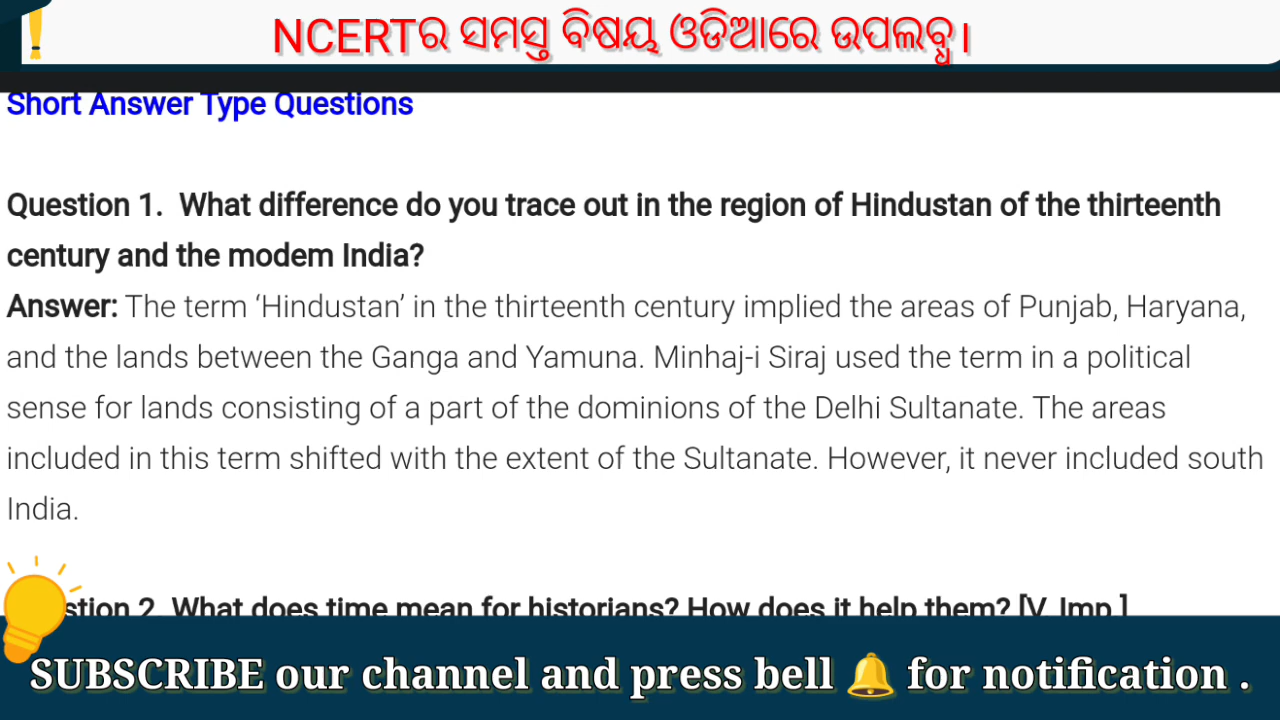 NCERTର ସମସ୍ତ ବିଷୟ ଓଡିଆରେ ଉପଲବ୍ଧ।
Short Answer Type Questions
Question 1. What difference do you trace out in the region of Hindustan of the thirteenth
century and the modem India?
Answer: The term ‘Hindustan’ in the thirteenth century implied the areas of Punjab, Haryana,
and the lands between the Ganga and Yamuna. Minhaj-i Siraj used the term in a political
sense for lands consisting of a part of the dominions of the Delhi Sultanate. The areas
included in this term shifted with the extent of the Sultanate. However, it never included south
India.
stion 2. What does time mean for historians? How does it help them? [V. Imp.]
SUBSCRIBE our channel and press bell 🔔 for notification .